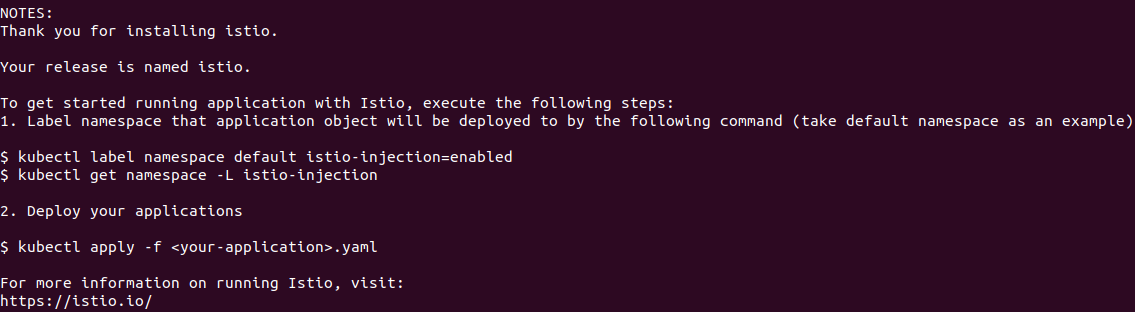 NOTES:
Thank you for installing istio.
Your release is named istio.
To get started running application with Istio, execute the following steps:
1. Label namespace that application object will be deployed to by the following command (take default namespace as an example)
$ kubectl label namespace default istio-injection=enabled
$ kubectl get namespace -L istio-injection
2. Deploy your applications
$ kubectl apply -f <your-application>.yaml
For more information on running Istio, visit:
https://istio.io/